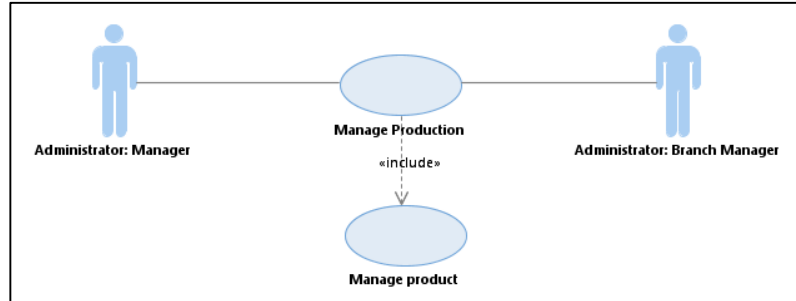 Manage Production
Administrator: Manager
Administrator: Branch Manager
«include»
Manage product